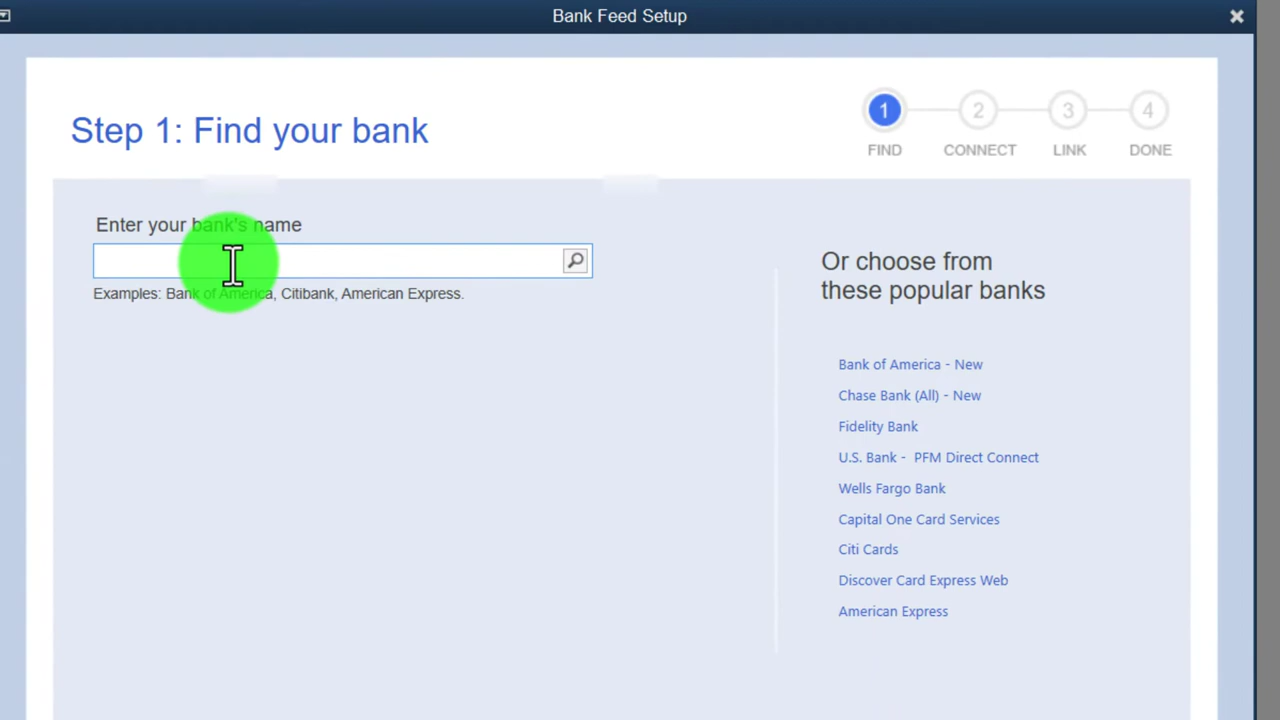 Bank Feed Setup
Step 1: Find your bank
1
2
3
4
FIND
CONNECT
LINK
DONE
Enter your bank's name
Examples: Bank of America, Citibank, American Express.
Or choose from
these popular banks
Bank of America - New
Chase Bank (All) - New
Fidelity Bank
U.S. Bank - PFM Direct Connect
Wells Fargo Bank
Capital One Card Services
Citi Cards
Discover Card Express Web
American Express